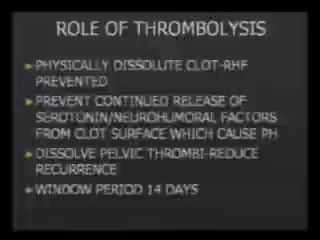 ROLE OF THROMBOLYSIS
PHYSICALLY DISSOLUTE CLOT-RHF
PREVENTED
PREVENT CONTINUED RELEASE OF
SEROTONIN/NEUROHUMORAL FACTORS
FROM CLOT SURFACE WHICH CAUSE PH
DISSOLVE PELVIC THROMBI-REDUCE
RECURRENCE
WINDOW PERIOD 14 DAYS